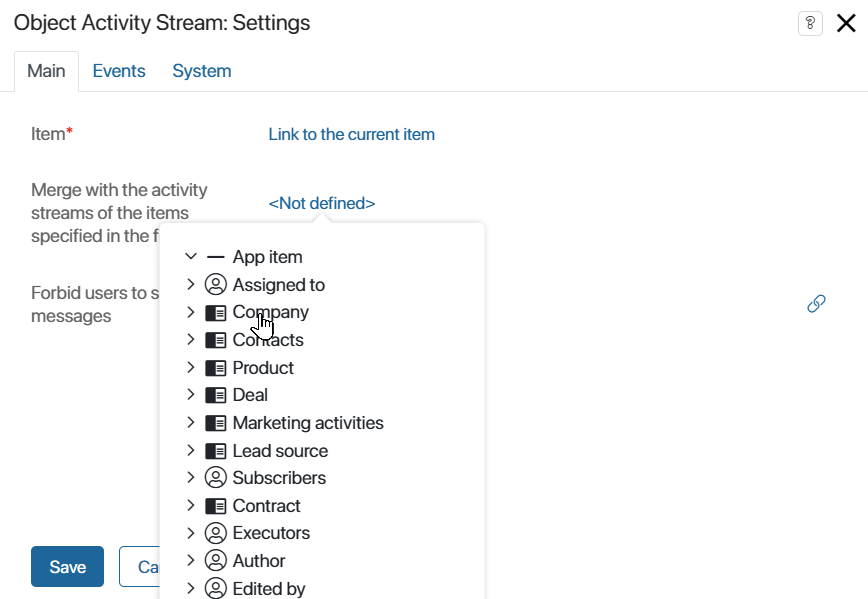 Object Activity Stream: Settings
?
Main
Events
System
Item*
Link to the current item
Merge with the activity
streams of the items
specified in the f
<Not defined>
Forbid users to s
messages
App item
Assigned to
Company
Contacts
Product
Deal
Marketing activities
Lead source
Subscribers
Contract
Executors
Author
Edited by
Save
Ca